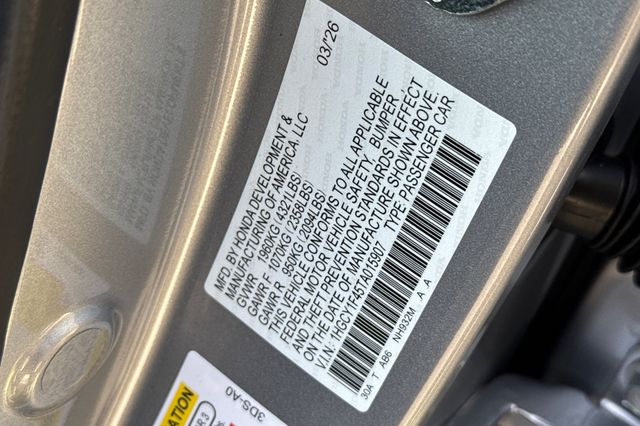 MFD. BY HONDA DEVELOPMENT &
MANUFACTURING OF AMERICA, LLC
03/26
GVWR 1960KG (4321LBS)
GAWR F 1070KG (2358LBS)
GAWR R 950KG (2094LBS)
THIS VEHICLE CONFORMS TO ALL APPLICABLE
FEDERAL MOTOR VEHICLE SAFETY, BUMPER
AND THEFT PREVENTION STANDARDS IN EFFECT
ON THE DATE OF MANUFACTURE SHOWN ABOVE.
V.I.N.: 1HGCY1F45TA075907 TYPE: PASSENGER CAR
30A T AB6 NH932M A A
3DS-A0